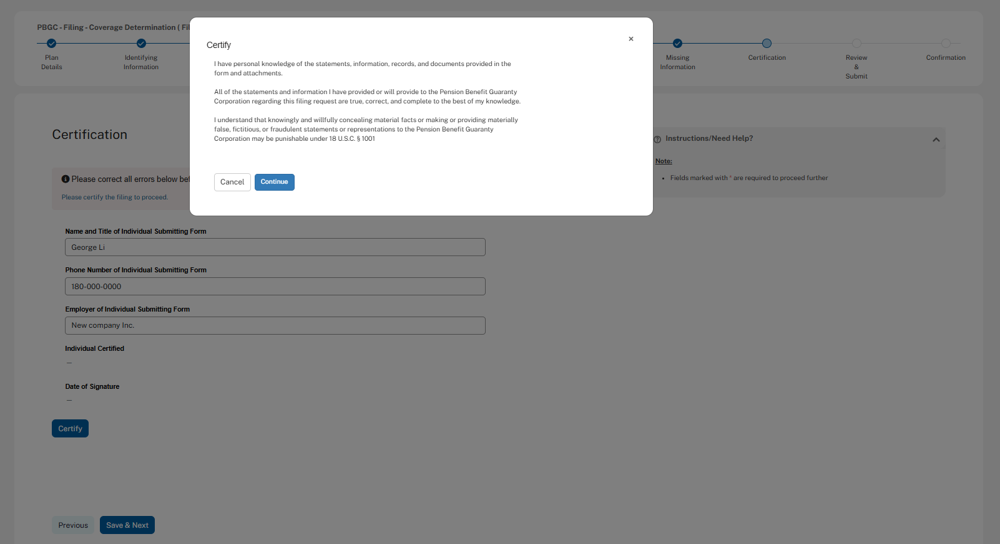 PBGC - Filing - Coverage Determination ( Fil
Plan
Details
Identifying
Information
Missing
Information
Certification
Review
&
Submit
Confirmation
Certify
×
I have personal knowledge of the statements, information, records, and documents provided in the
form and attachments.
All of the statements and information I have provided or will provide to the Pension Benefit Guaranty
Corporation regarding this filing request are true, correct, and complete to the best of my knowledge.
I understand that knowingly and willfully concealing material facts or making or providing materially
false, fictitious, or fraudulent statements or representations to the Pension Benefit Guaranty
Corporation may be punishable under 18 U.S.C. § 1001
Cancel
Continue
Certification
Please correct all errors below bef
Please certify the filing to proceed.
Instructions/Need Help?
Note:
• Fields marked with * are required to proceed further
Name and Title of Individual Submitting Form
George Li
Phone Number of Individual Submitting Form
180-000-0000
Employer of Individual Submitting Form
New company Inc.
Individual Certified
—
Date of Signature
—
Certify
Previous
Save & Next